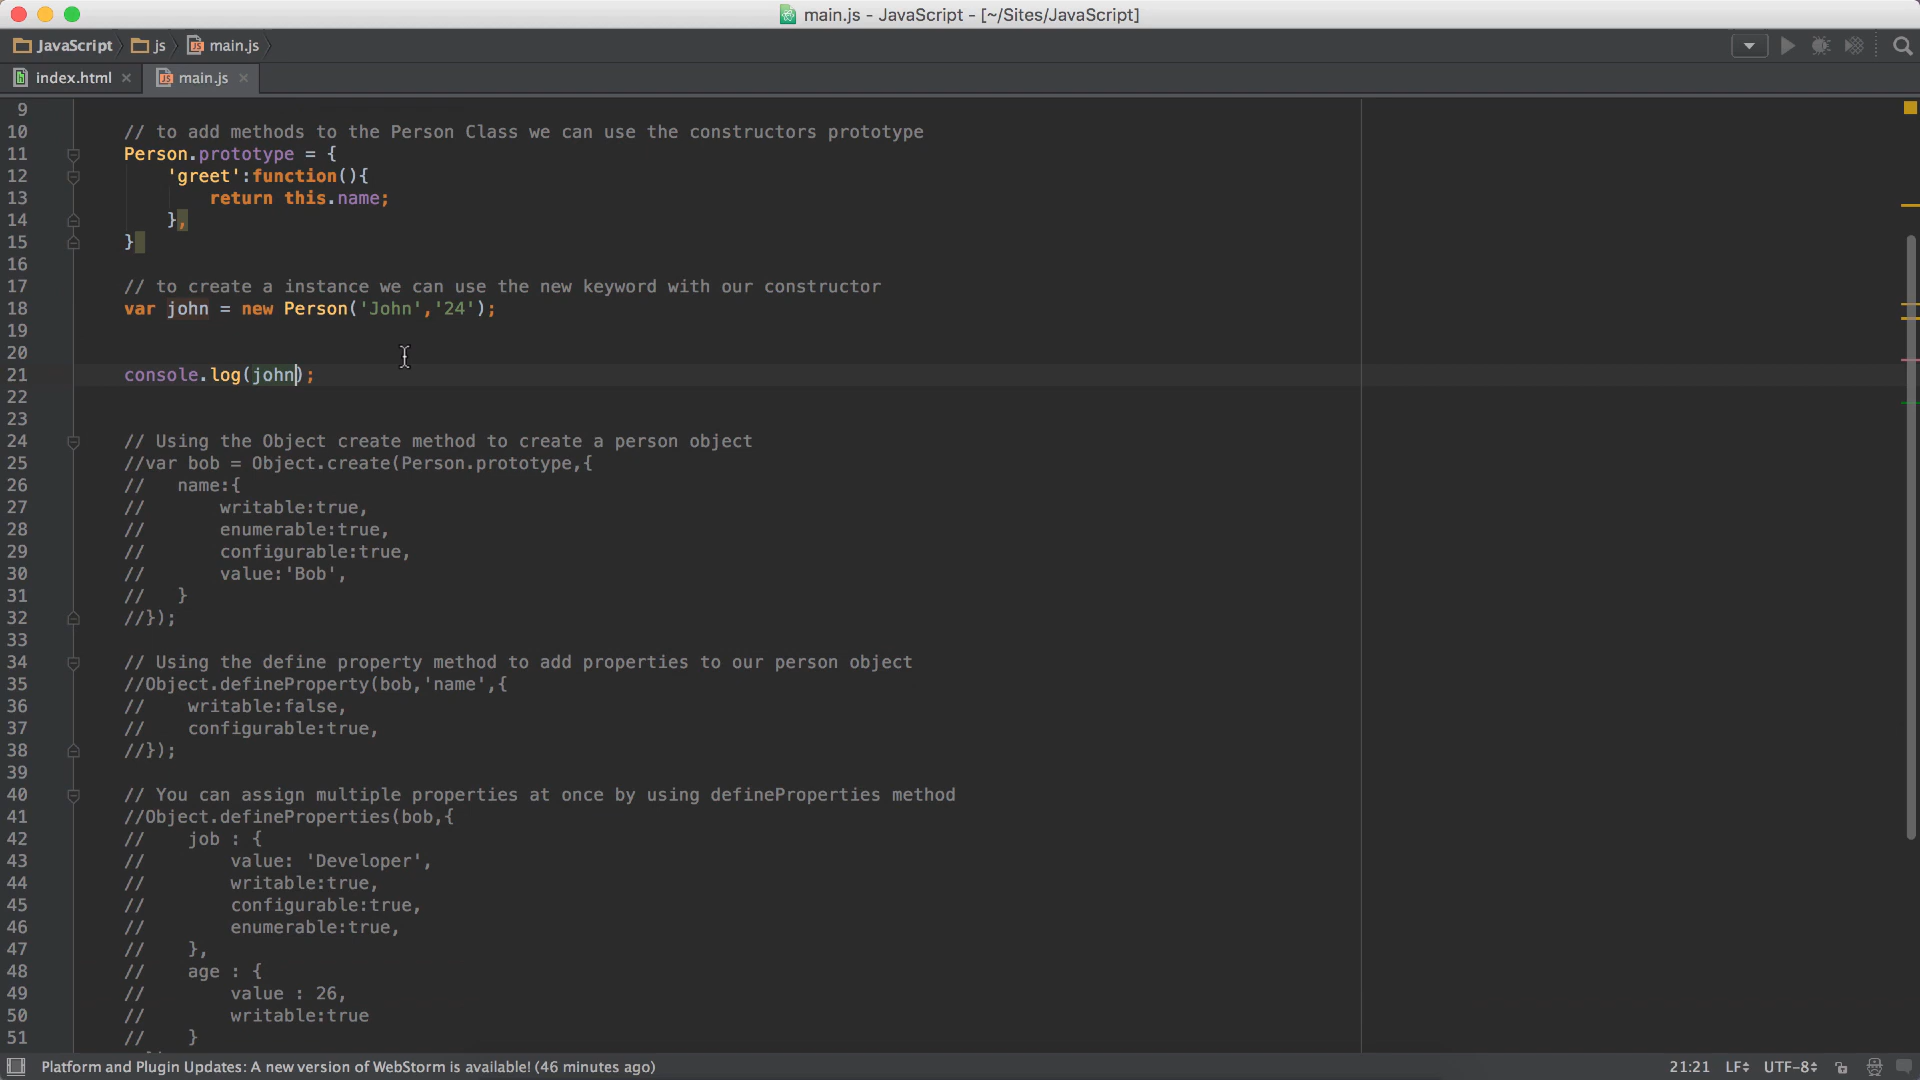 main.js - JavaScript - [~/Sites/JavaScript]
JavaScript js main.js
index.html main.js
9
10 // to add methods to the Person Class we can use the constructors prototype
11 Person.prototype = {
12 'greet':function(){
13 return this.name;
14 },
15 }
16
17 // to create a instance we can use the new keyword with our constructor
18 var john = new Person('John','24');
19
20
21 console.log(john);
22
23
24 // Using the Object create method to create a person object
25 //var bob = Object.create(Person.prototype,{
26 // name:{
27 // writable:true,
28 // enumerable:true,
29 // configurable:true,
30 // value:'Bob',
31 // }
32 //});
33
34 // Using the define property method to add properties to our person object
35 //Object.defineProperty(bob,'name',{
36 // writable:false,
37 // configurable:true,
38 //});
39
40 // You can assign multiple properties at once by using defineProperties method
41 //Object.defineProperties(bob,{
42 // job : {
43 // value: 'Developer',
44 // writable:true,
45 // configurable:true,
46 // enumerable:true,
47 // },
48 // age : {
49 // value : 26,
50 // writable:true
51 // }
Platform and Plugin Updates: A new version of WebStorm is available! (46 minutes ago) 21:21 LF UTF-8